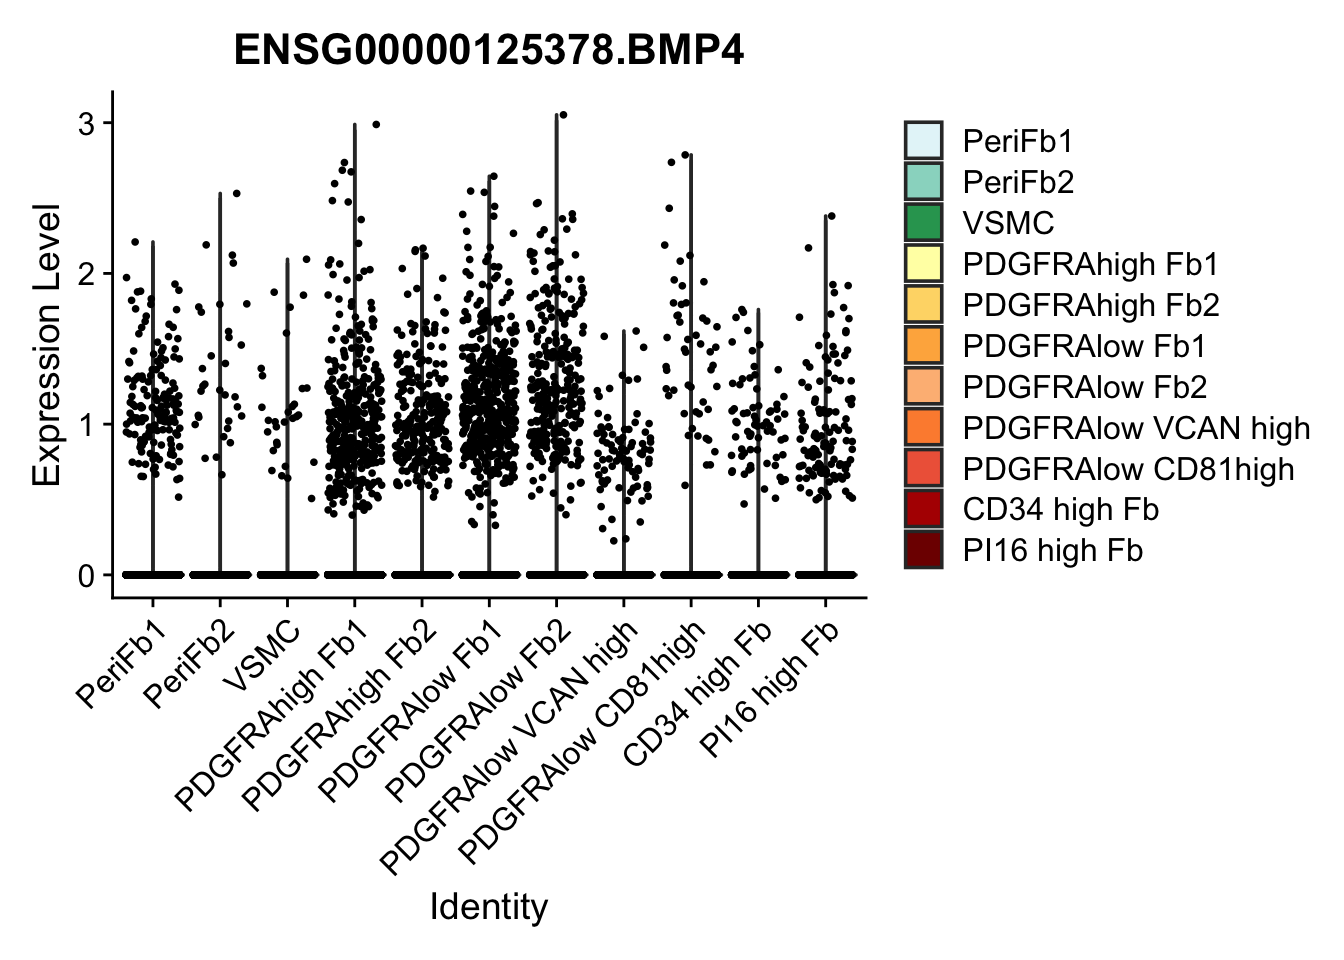 ENSG00000125378.BMP4
Expression Level
3
2
1
0
PeriFb1
PeriFb2
VSMC
PDGFRAhigh Fb1
PDGFRAhigh Fb2
PDGFRAlow Fb1
PDGFRAlow Fb2
PDGFRAlow VCAN high
PDGFRAlow CD81high
CD34 high Fb
PI16 high Fb
Identity
PeriFb1
PeriFb2
VSMC
PDGFRAhigh Fb1
PDGFRAhigh Fb2
PDGFRAlow Fb1
PDGFRAlow Fb2
PDGFRAlow VCAN high
PDGFRAlow CD81high
CD34 high Fb
PI16 high Fb